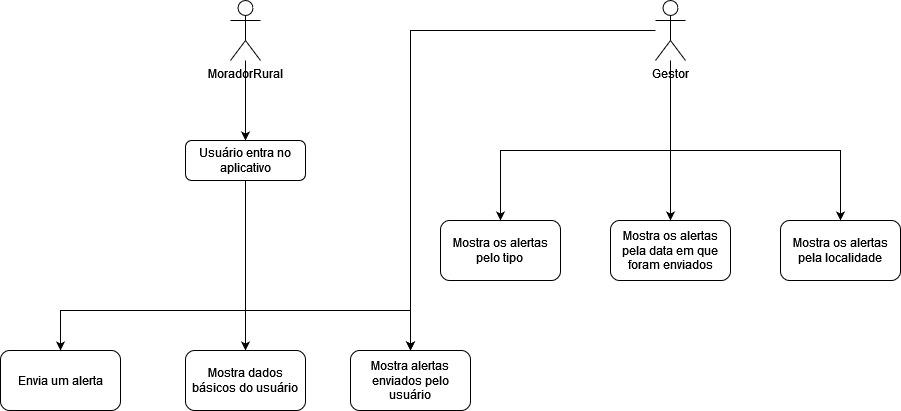 MoradorRural
Gestor
Usuário entra no
aplicativo
Mostra os alertas
pelo tipo
Mostra os alertas
pela data em que
foram enviados
Mostra os alertas
pela localidade
Envia um alerta
Mostra dados
básicos do usuário
Mostra alertas
enviados pelo
usuário